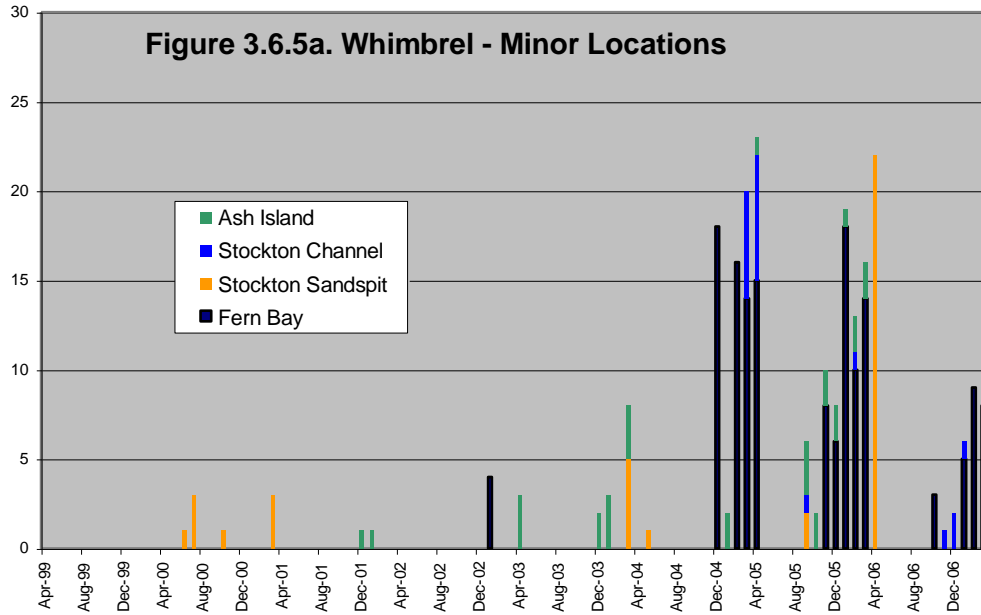 Figure 3.6.5a. Whimbrel - Minor Locations
30
25
20
15
10
5
0
Ash Island
Stockton Channel
Stockton Sandspit
Fern Bay
Apr-99
Aug-99
Dec-99
Apr-00
Aug-00
Dec-00
Apr-01
Aug-01
Dec-01
Apr-02
Aug-02
Dec-02
Apr-03
Aug-03
Dec-03
Apr-04
Aug-04
Dec-04
Apr-05
Aug-05
Dec-05
Apr-06
Aug-06
Dec-06